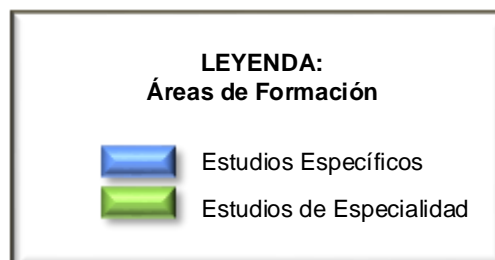 LEYENDA:
Áreas de Formación
Estudios Específicos
Estudios de Especialidad